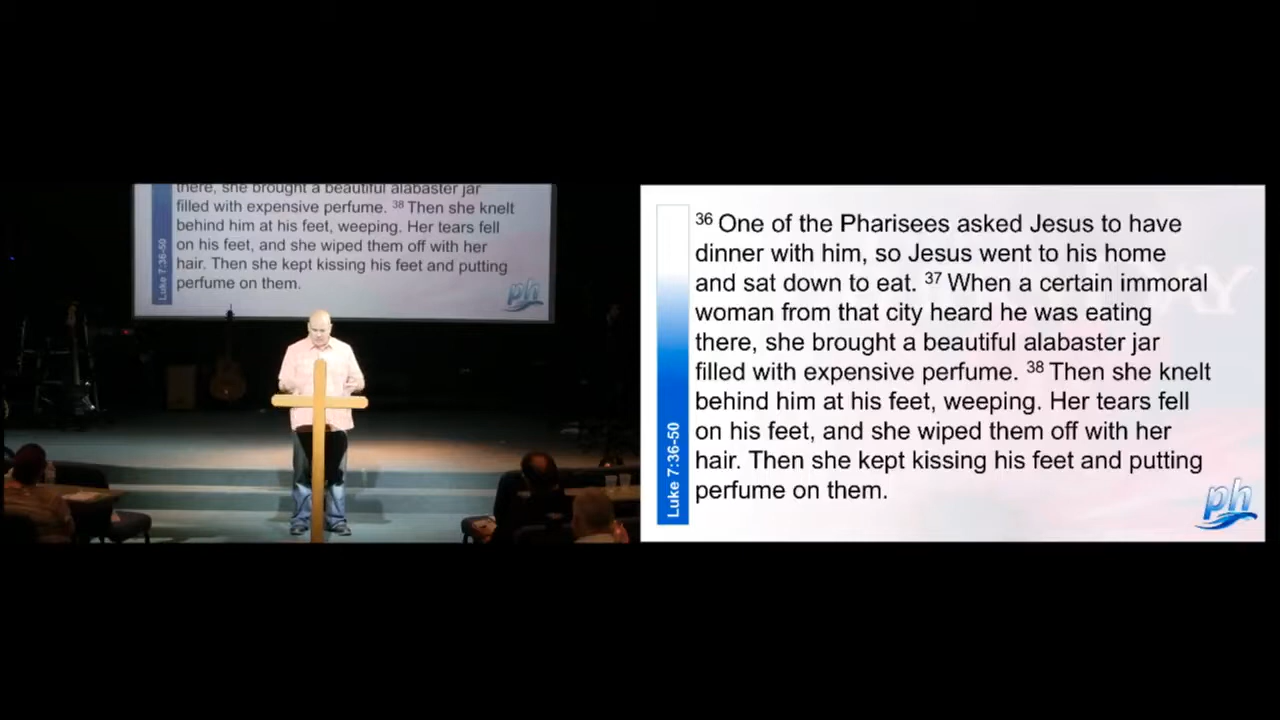 there, she brought a beautiful alabaster jar
filled with expensive perfume. 38 Then she knelt
behind him at his feet, weeping. Her tears fell
on his feet, and she wiped them off with her
hair. Then she kept kissing his feet and putting
perfume on them.
Luke 7:36-50
ph
36 One of the Pharisees asked Jesus to have
dinner with him, so Jesus went to his home
and sat down to eat. 37 When a certain immoral
woman from that city heard he was eating
there, she brought a beautiful alabaster jar
filled with expensive perfume. 38 Then she knelt
behind him at his feet, weeping. Her tears fell
on his feet, and she wiped them off with her
hair. Then she kept kissing his feet and putting
perfume on them.
Luke 7:36-50
ph